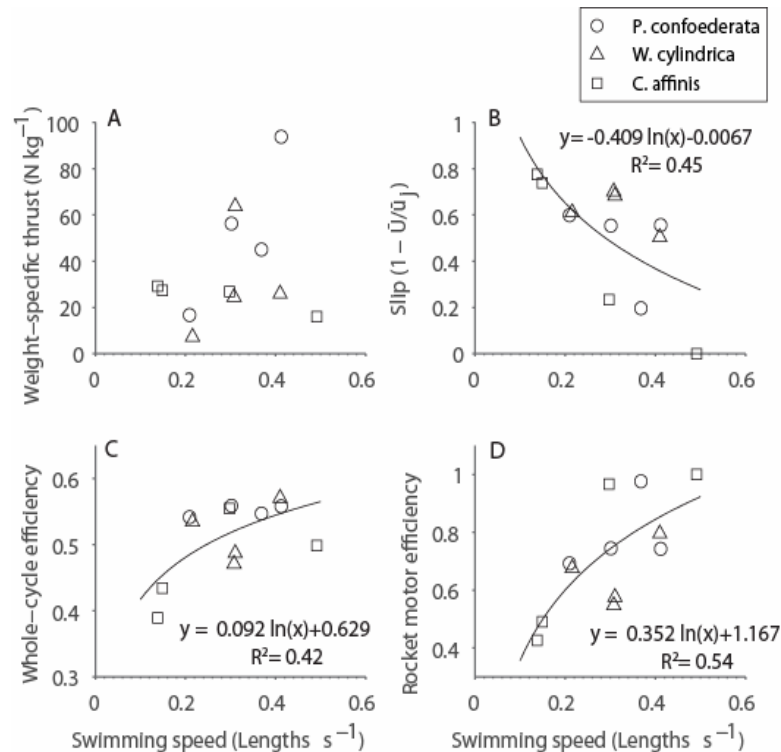 P. confoederata
W. cylindrica
C. affinis
A
Weight–specific thrust (N kg⁻¹)
100
80
60
40
20
0
0
0.2
0.4
0.6
B
y= -0.409 ln(x)-0.0067
R²= 0.45
Slip (1 − Ū/ūⱼ)
1
0.8
0.6
0.4
0.2
0
0
0.2
0.4
0.6
C
Whole–cycle efficiency
0.6
0.5
0.4
0.3
y = 0.092 ln(x)+0.629
R²= 0.42
0
0.2
0.4
0.6
Swimming speed (Lengths s⁻¹)
D
Rocket motor efficiency
1
0.8
0.6
0.4
y = 0.352 ln(x)+1.167
R²= 0.54
0
0.2
0.4
0.6
Swimming speed (Lengths s⁻¹)